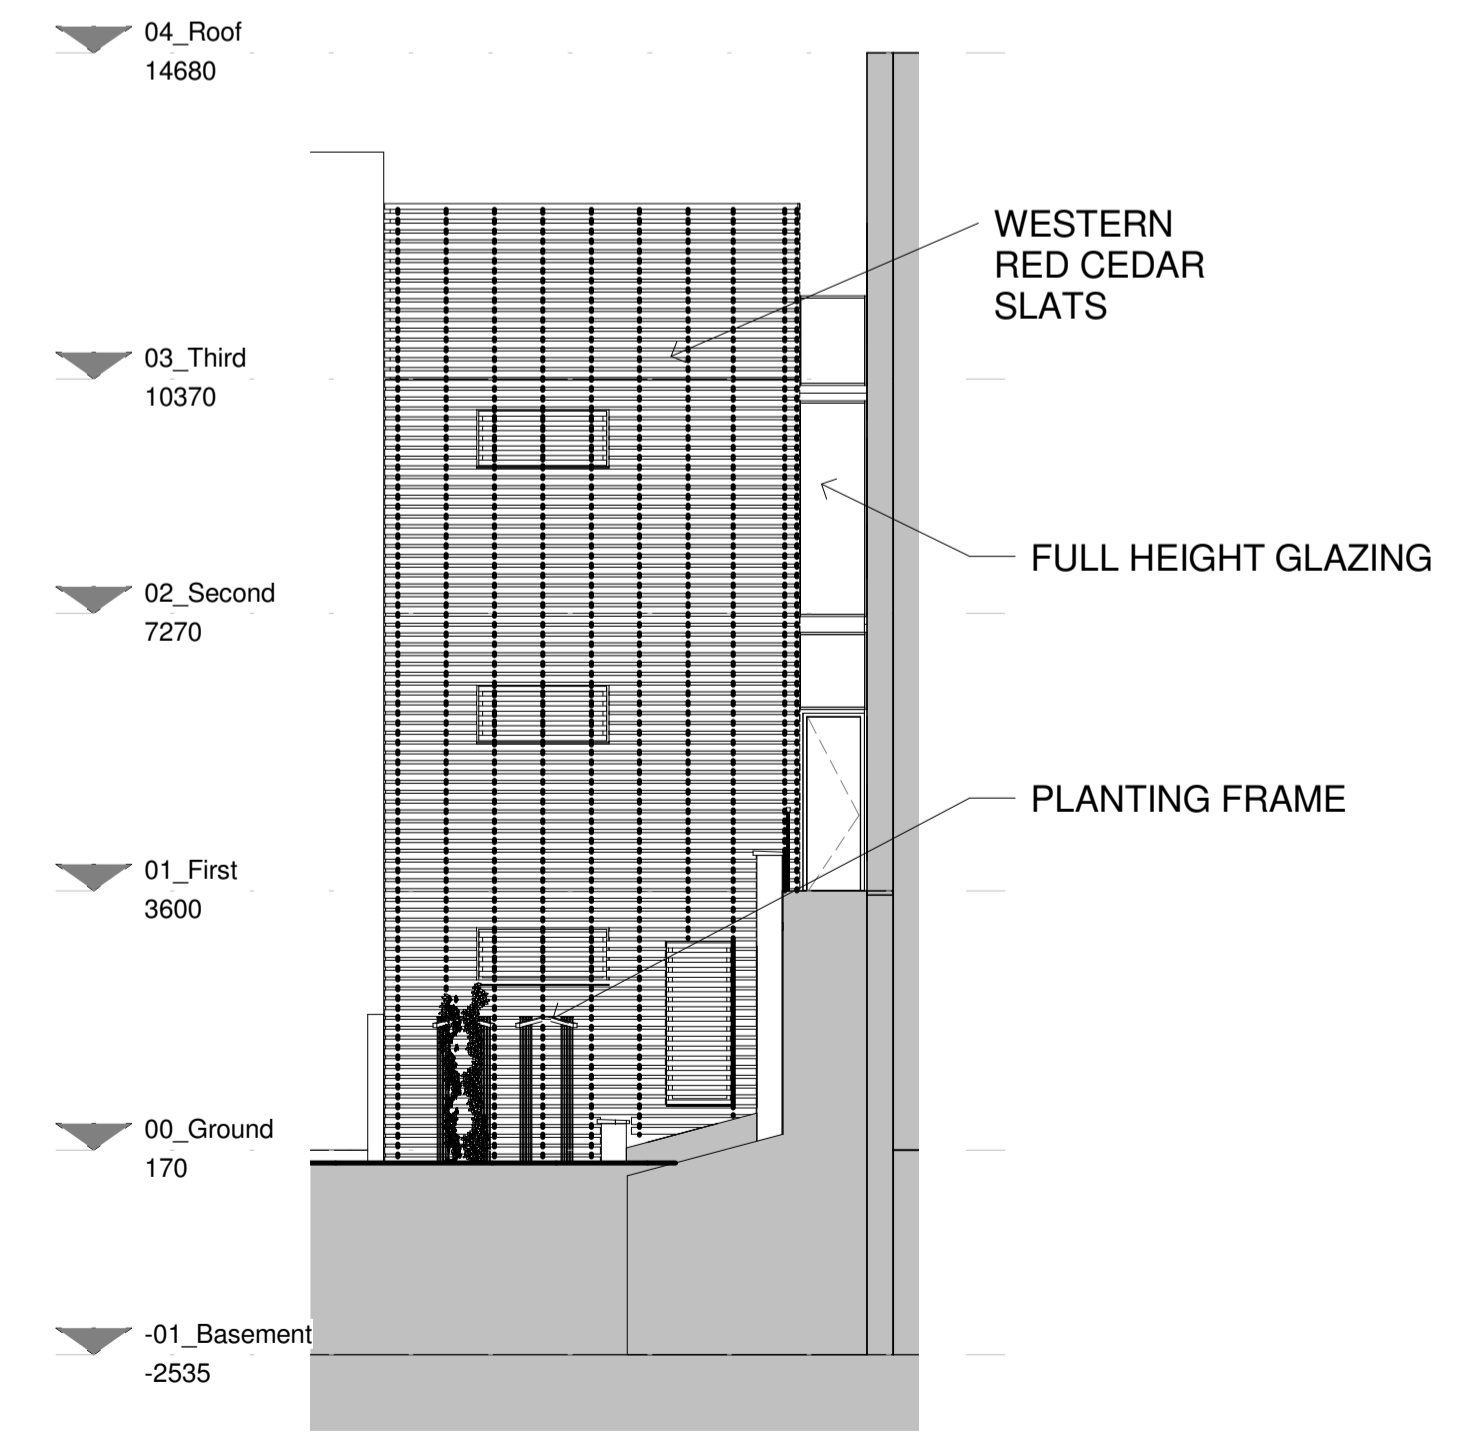 04_Roof
14680
WESTERN
RED CEDAR
SLATS
03_Third
10370
FULL HEIGHT GLAZING
02_Second
7270
PLANTING FRAME
01_First
3600
00_Ground
170
-01_Basement
-2535